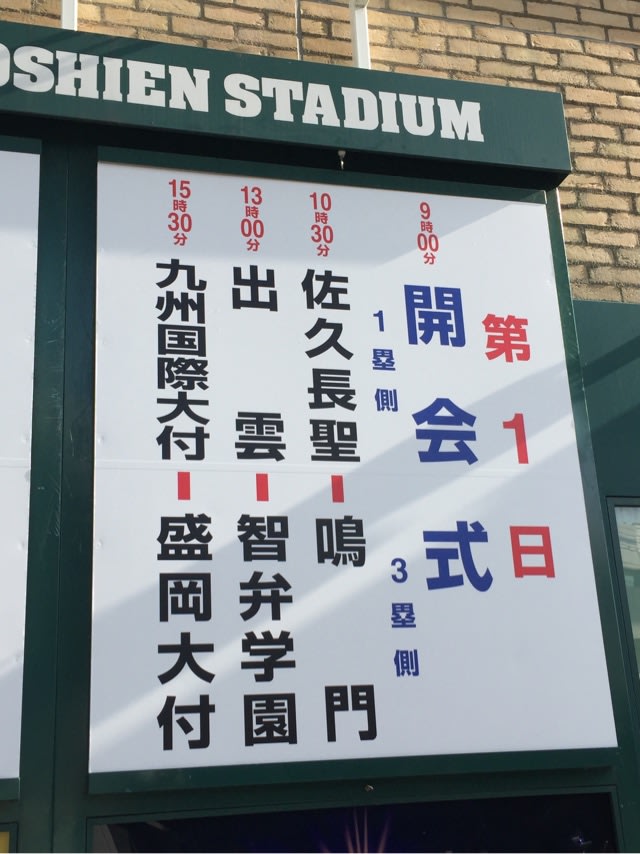 OSHIEN STADIUM
第1日
9時00分
開会式
1塁側
3塁側
10時30分
佐久長聖ー鳴門
13時00分
出雲ー智弁学園
15時30分
九州国際大付ー盛岡大付